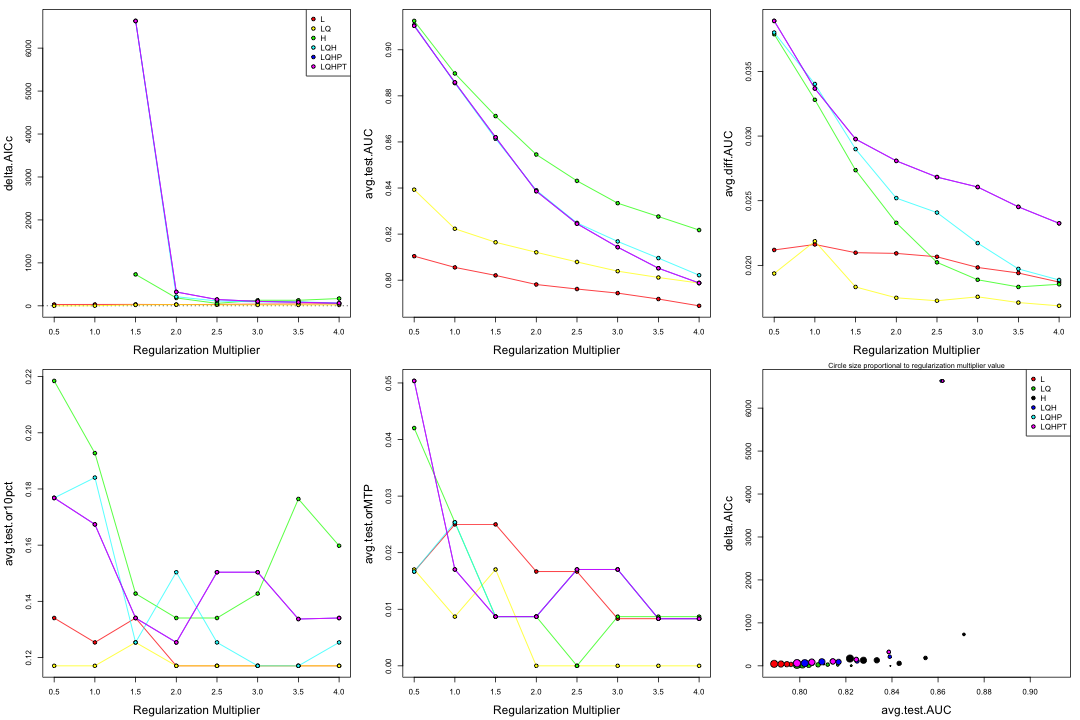 delta.AICc
0 1000 2000 3000 4000 5000 6000
0.5 1.0 1.5 2.0 2.5 3.0 3.5 4.0
Regularization Multiplier
L
LQ
H
LQH
LQHP
LQHPT
avg.test.AUC
0.80 0.82 0.84 0.86 0.88 0.90
0.5 1.0 1.5 2.0 2.5 3.0 3.5 4.0
Regularization Multiplier
avg.diff.AUC
0.020 0.025 0.030 0.035
0.5 1.0 1.5 2.0 2.5 3.0 3.5 4.0
Regularization Multiplier
avg.test.or10pct
0.12 0.14 0.16 0.18 0.20 0.22
0.5 1.0 1.5 2.0 2.5 3.0 3.5 4.0
Regularization Multiplier
avg.test.orMTP
0.00 0.01 0.02 0.03 0.04 0.05
0.5 1.0 1.5 2.0 2.5 3.0 3.5 4.0
Regularization Multiplier
Circle size proportional to regularization multiplier value
delta.AICc
0 1000 2000 3000 4000 5000 6000
0.80 0.82 0.84 0.86 0.88 0.90
avg.test.AUC
L
LQ
H
LQH
LQHP
LQHPT